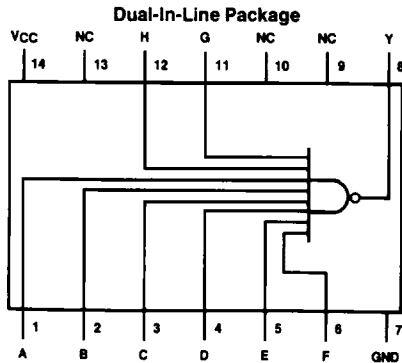 Dual-In-Line Package
VCC NC H G NC NC Y
14 13 12 11 10 9 8
1 2 3 4 5 6 7
A B C D E F GND